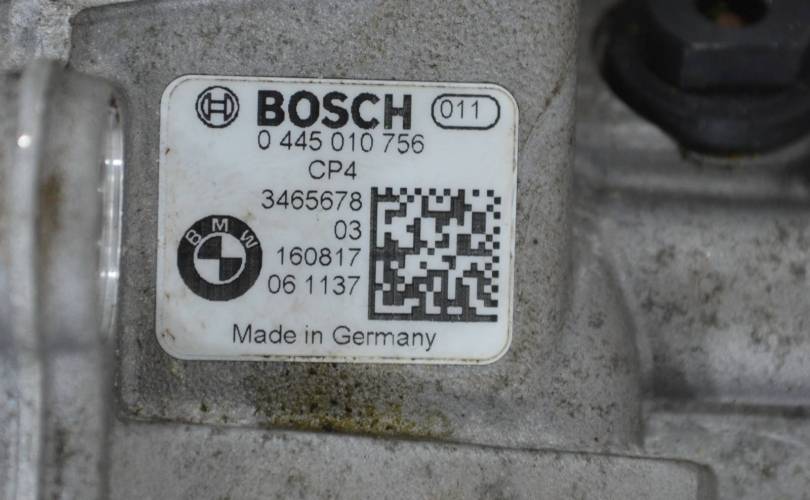 BOSCH 011
0 445 010 756
CP4
3465678
03
BMW
160817
06 1137
Made in Germany